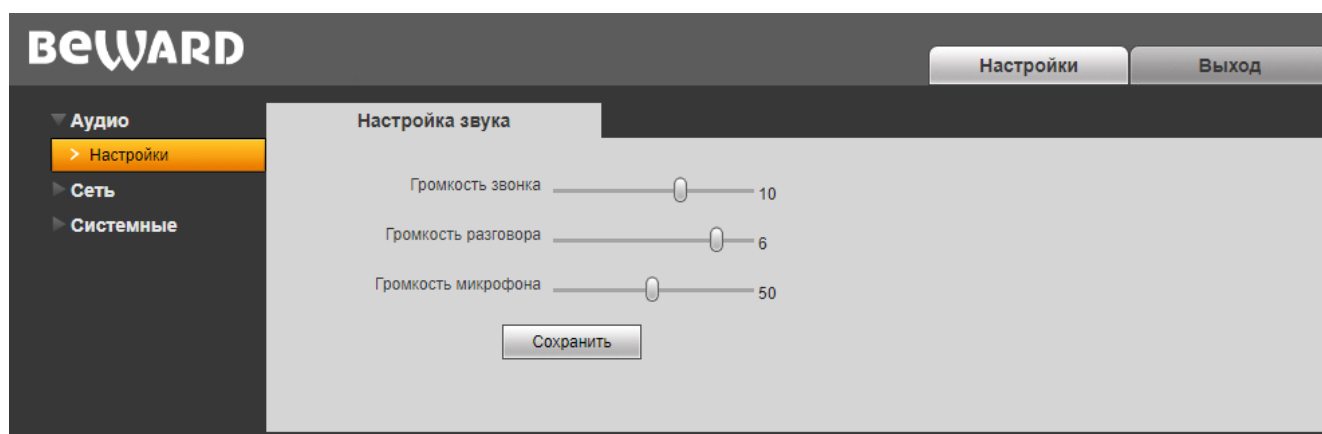 BEWARD
Настройки
Выход
Аудио
> Настройки
Сеть
Системные
Настройка звука
Громкость звонка 10
Громкость разговора 6
Громкость микрофона 50
Сохранить